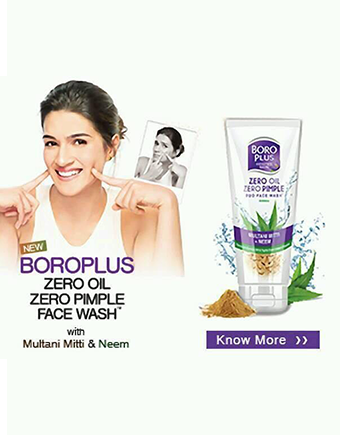 NEW
BOROPLUS
ZERO OIL
ZERO PIMPLE
FACE WASH™
with
Multani Mitti & Neem
BORO
PLUS
ZERO OIL
ZERO PIMPLE
FACE WASH
MULTANI MITTI
+ NEEM
Know More ❯❯